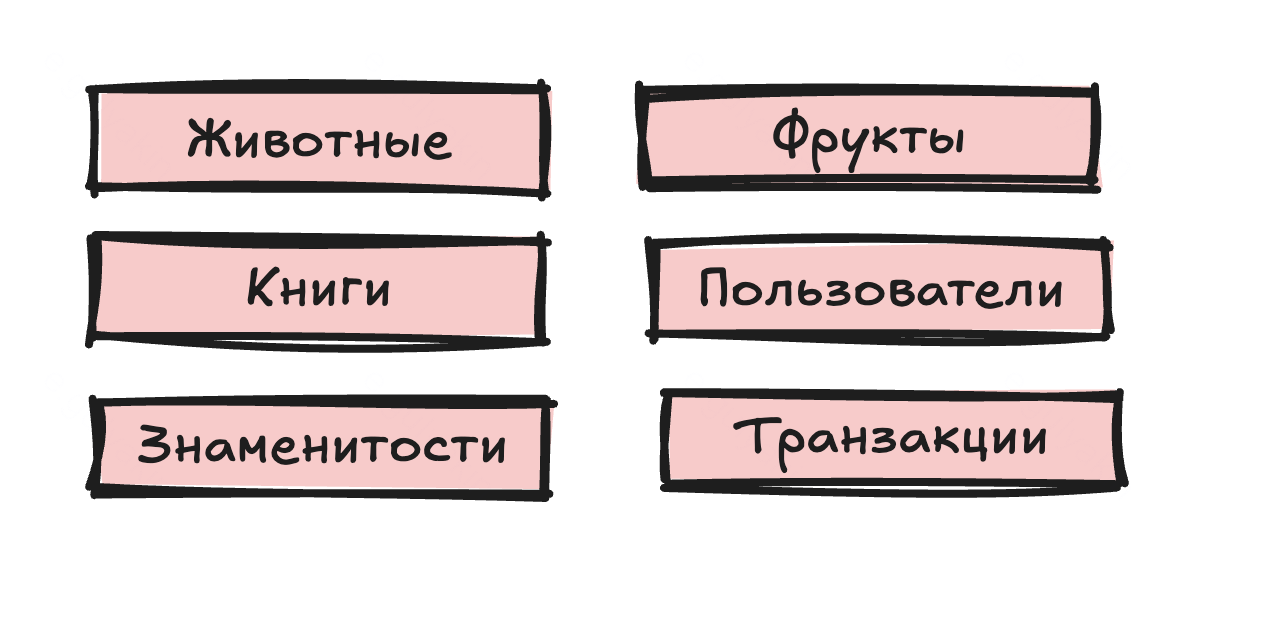 Животные
Фрукты
Книги
Пользователи
Знаменитости
Транзакции